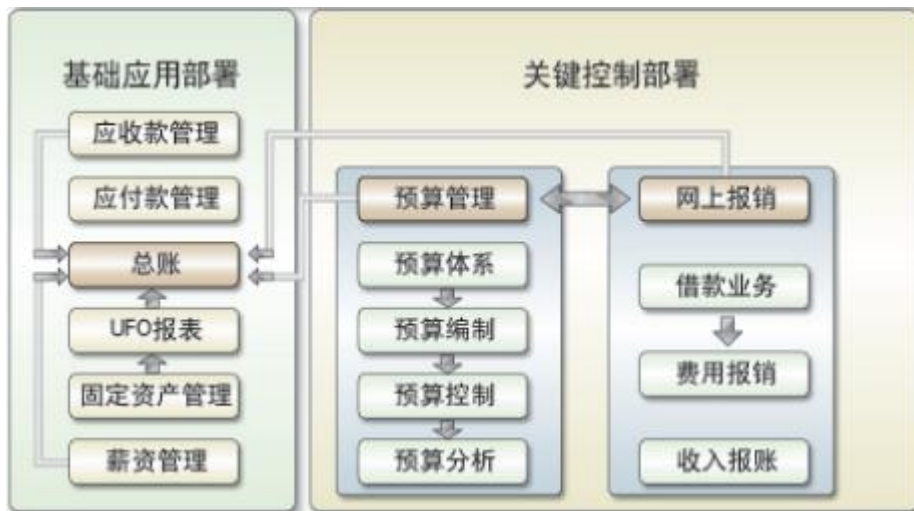 基础应用部署
应收款管理
应付款管理
总账
UFO报表
固定资产管理
薪资管理
关键控制部署
预算管理
预算体系
预算编制
预算控制
预算分析
网上报销
借款业务
费用报销
收入报账